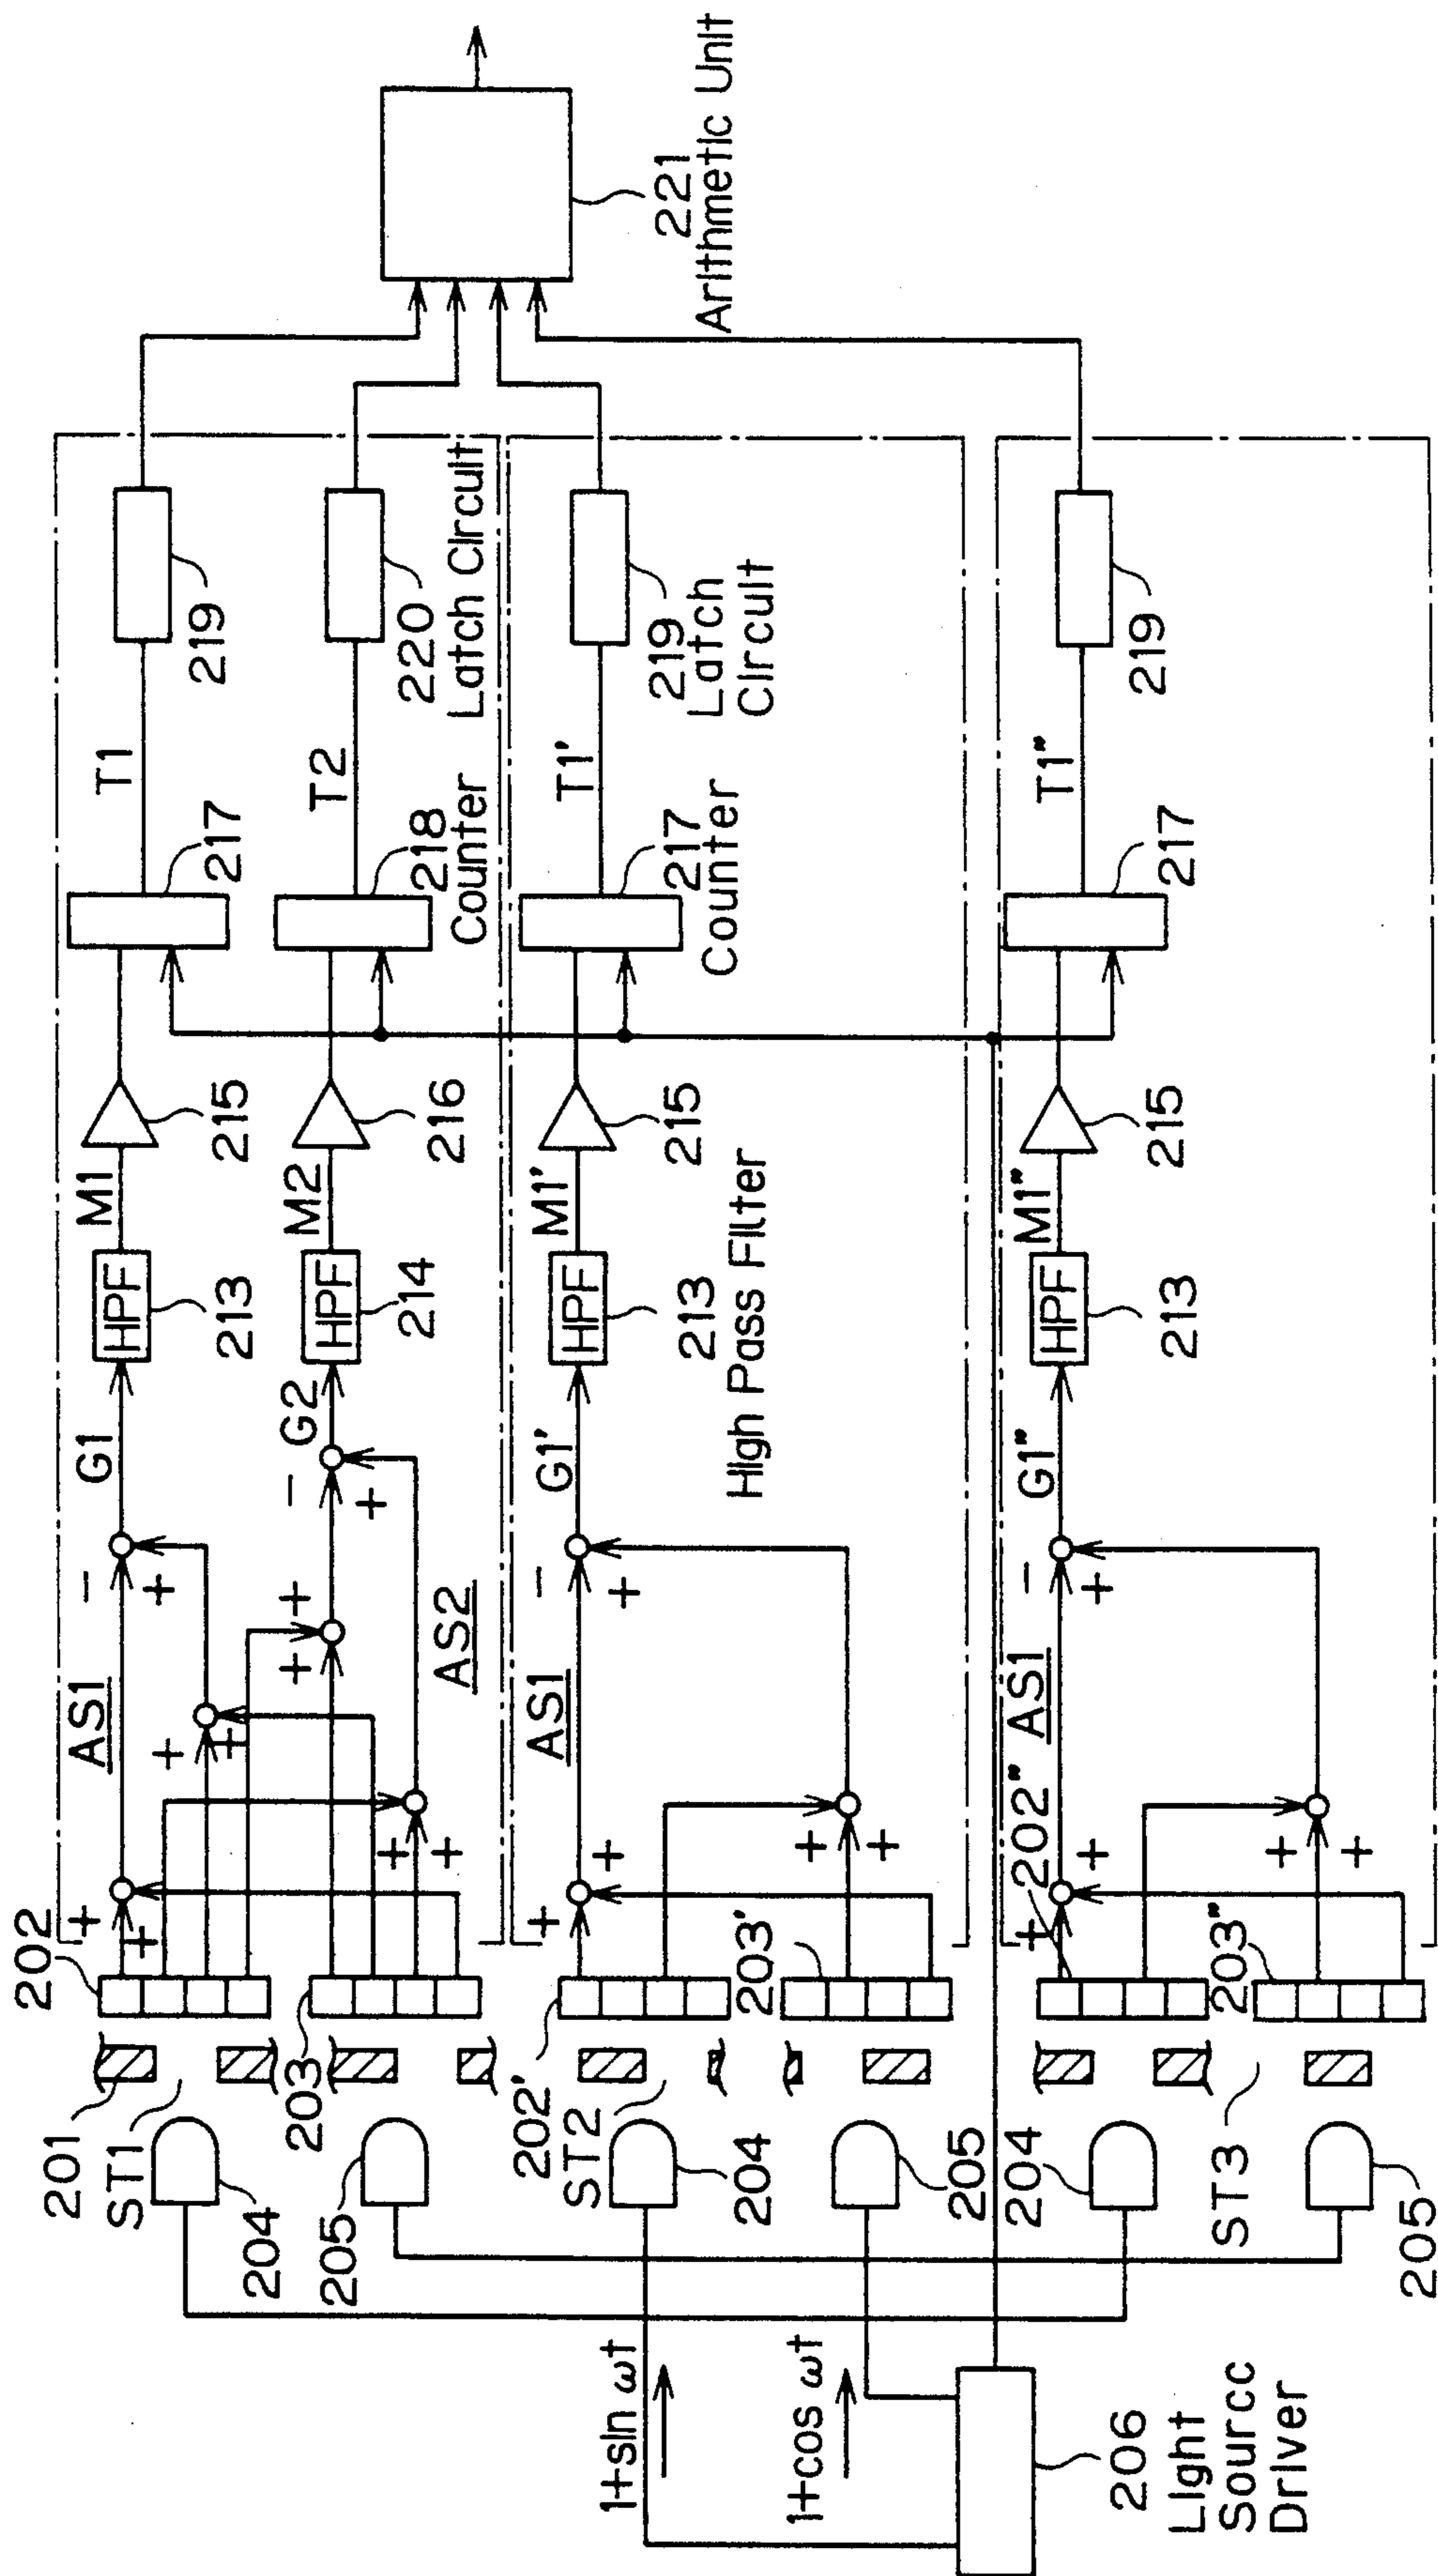 201
ST1
204
202
+
+
AS1
−
+
+
+
G1
HPF
213
M1
215
217
T1
219
205
203
+
+
AS2
+
+
−
+
G2
HPF
214
M2
216
218
Counter
T2
220
Latch Circuit
221
Arithmetic Unit
202'
ST2
204
+
+
AS1
−
+
G1'
HPF
213
High Pass Filter
M1'
215
217
Counter
T1'
219
Latch
Circuit
203'
+
+
205
1+sin ωt
1+cos ωt
206
Light
Sourcc
Driver
204
202"
+
+
AS1
−
+
G1"
HPF
213
M1"
215
217
T1"
219
203"
+
+
ST3
205